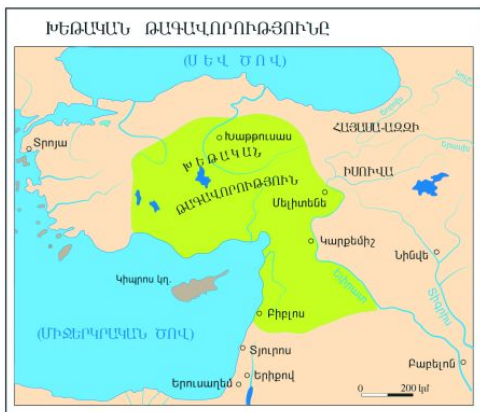 ԽԵԹԱԿԱՆ ԹԱԳԱՎՈՐՈՒԹՅՈՒՆԸ
(ՍԵՎ ԾՈՎ)
Տրոյա
Խաթթուսաս
ՀԱՅԱՍԱ-ԱԶԶԻ
ԽԵԹԱԿԱՆ
ԻՍՈՒՎԱ
ԹԱԳԱՎՈՐՈՒԹՅՈՒՆ
Մելիտենե
Կարքեմիշ
Նինվե
Կիպրոս կղ.
Եփրատ
Տիգրիս
Բիբլոս
(ՄԻՋԵՐԿՐԱԿԱՆ ԾՈՎ)
Տյուրոս
Բաբելոն
Երիքով
Երուսաղեմ
0 200 կմ